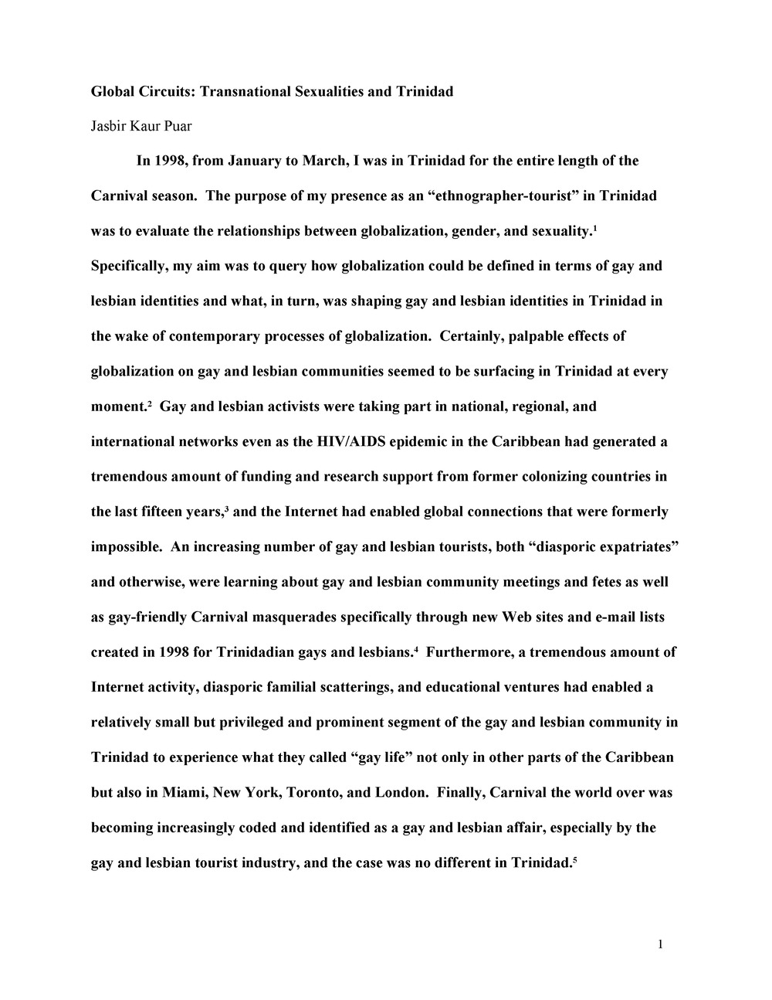 Global Circuits: Transnational Sexualities and Trinidad
Jasbir Kaur Puar
In 1998, from January to March, I was in Trinidad for the entire length of the
Carnival season.  The purpose of my presence as an “ethnographer-tourist” in Trinidad
was to evaluate the relationships between globalization, gender, and sexuality.¹
Specifically, my aim was to query how globalization could be defined in terms of gay and
lesbian identities and what, in turn, was shaping gay and lesbian identities in Trinidad in
the wake of contemporary processes of globalization.  Certainly, palpable effects of
globalization on gay and lesbian communities seemed to be surfacing in Trinidad at every
moment.²  Gay and lesbian activists were taking part in national, regional, and
international networks even as the HIV/AIDS epidemic in the Caribbean had generated a
tremendous amount of funding and research support from former colonizing countries in
the last fifteen years,³ and the Internet had enabled global connections that were formerly
impossible.  An increasing number of gay and lesbian tourists, both “diasporic expatriates”
and otherwise, were learning about gay and lesbian community meetings and fetes as well
as gay-friendly Carnival masquerades specifically through new Web sites and e-mail lists
created in 1998 for Trinidadian gays and lesbians.⁴  Furthermore, a tremendous amount of
Internet activity, diasporic familial scatterings, and educational ventures had enabled a
relatively small but privileged and prominent segment of the gay and lesbian community in
Trinidad to experience what they called “gay life” not only in other parts of the Caribbean
but also in Miami, New York, Toronto, and London.  Finally, Carnival the world over was
becoming increasingly coded and identified as a gay and lesbian affair, especially by the
gay and lesbian tourist industry, and the case was no different in Trinidad.⁵
1